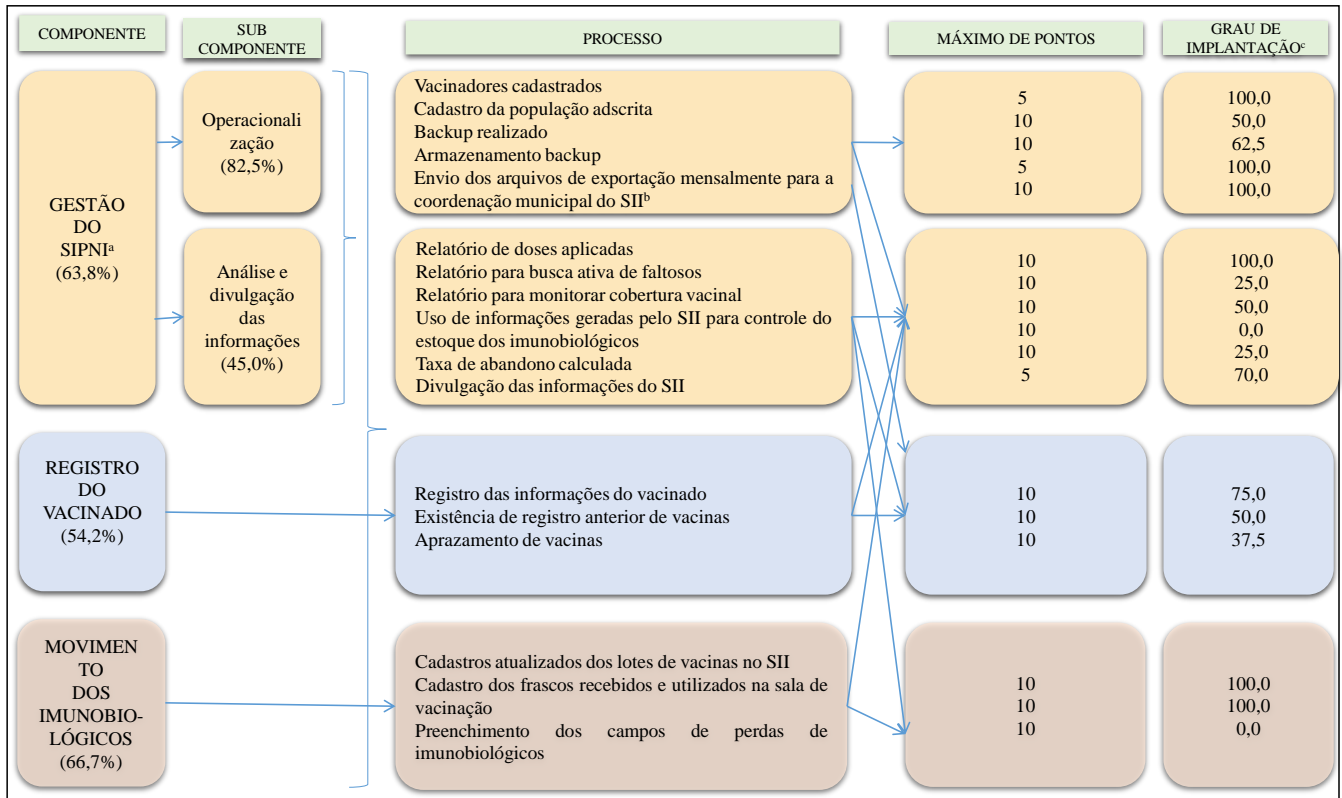 COMPONENTE
SUB
COMPONENTE
PROCESSO
MÁXIMO DE PONTOS
GRAU DE
IMPLANTAÇÃOᶜ
GESTÃO
DO
SIPNIᵃ
(63,8%)
Operacionali
zação
(82,5%)
Vacinadores cadastrados
Cadastro da população adscrita
Backup realizado
Armazenamento backup
Envio dos arquivos de exportação mensalmente para a
coordenação municipal do SIIᵇ
5
10
10
5
10
100,0
50,0
62,5
100,0
100,0
Análise e
divulgação
das
informações
(45,0%)
Relatório de doses aplicadas
Relatório para busca ativa de faltosos
Relatório para monitorar cobertura vacinal
Uso de informações geradas pelo SII para controle do
estoque dos imunobiológicos
Taxa de abandono calculada
Divulgação das informações do SII
10
10
10
10
10
5
100,0
25,0
50,0
0,0
25,0
70,0
REGISTRO
DO
VACINADO
(54,2%)
Registro das informações do vacinado
Existência de registro anterior de vacinas
Aprazamento de vacinas
10
10
10
75,0
50,0
37,5
MOVIMEN
TO
DOS
IMUNOBIO-
LÓGICOS
(66,7%)
Cadastros atualizados dos lotes de vacinas no SII
Cadastro dos frascos recebidos e utilizados na sala de
vacinação
Preenchimento dos campos de perdas de
imunobiológicos
10
10
10
100,0
100,0
0,0